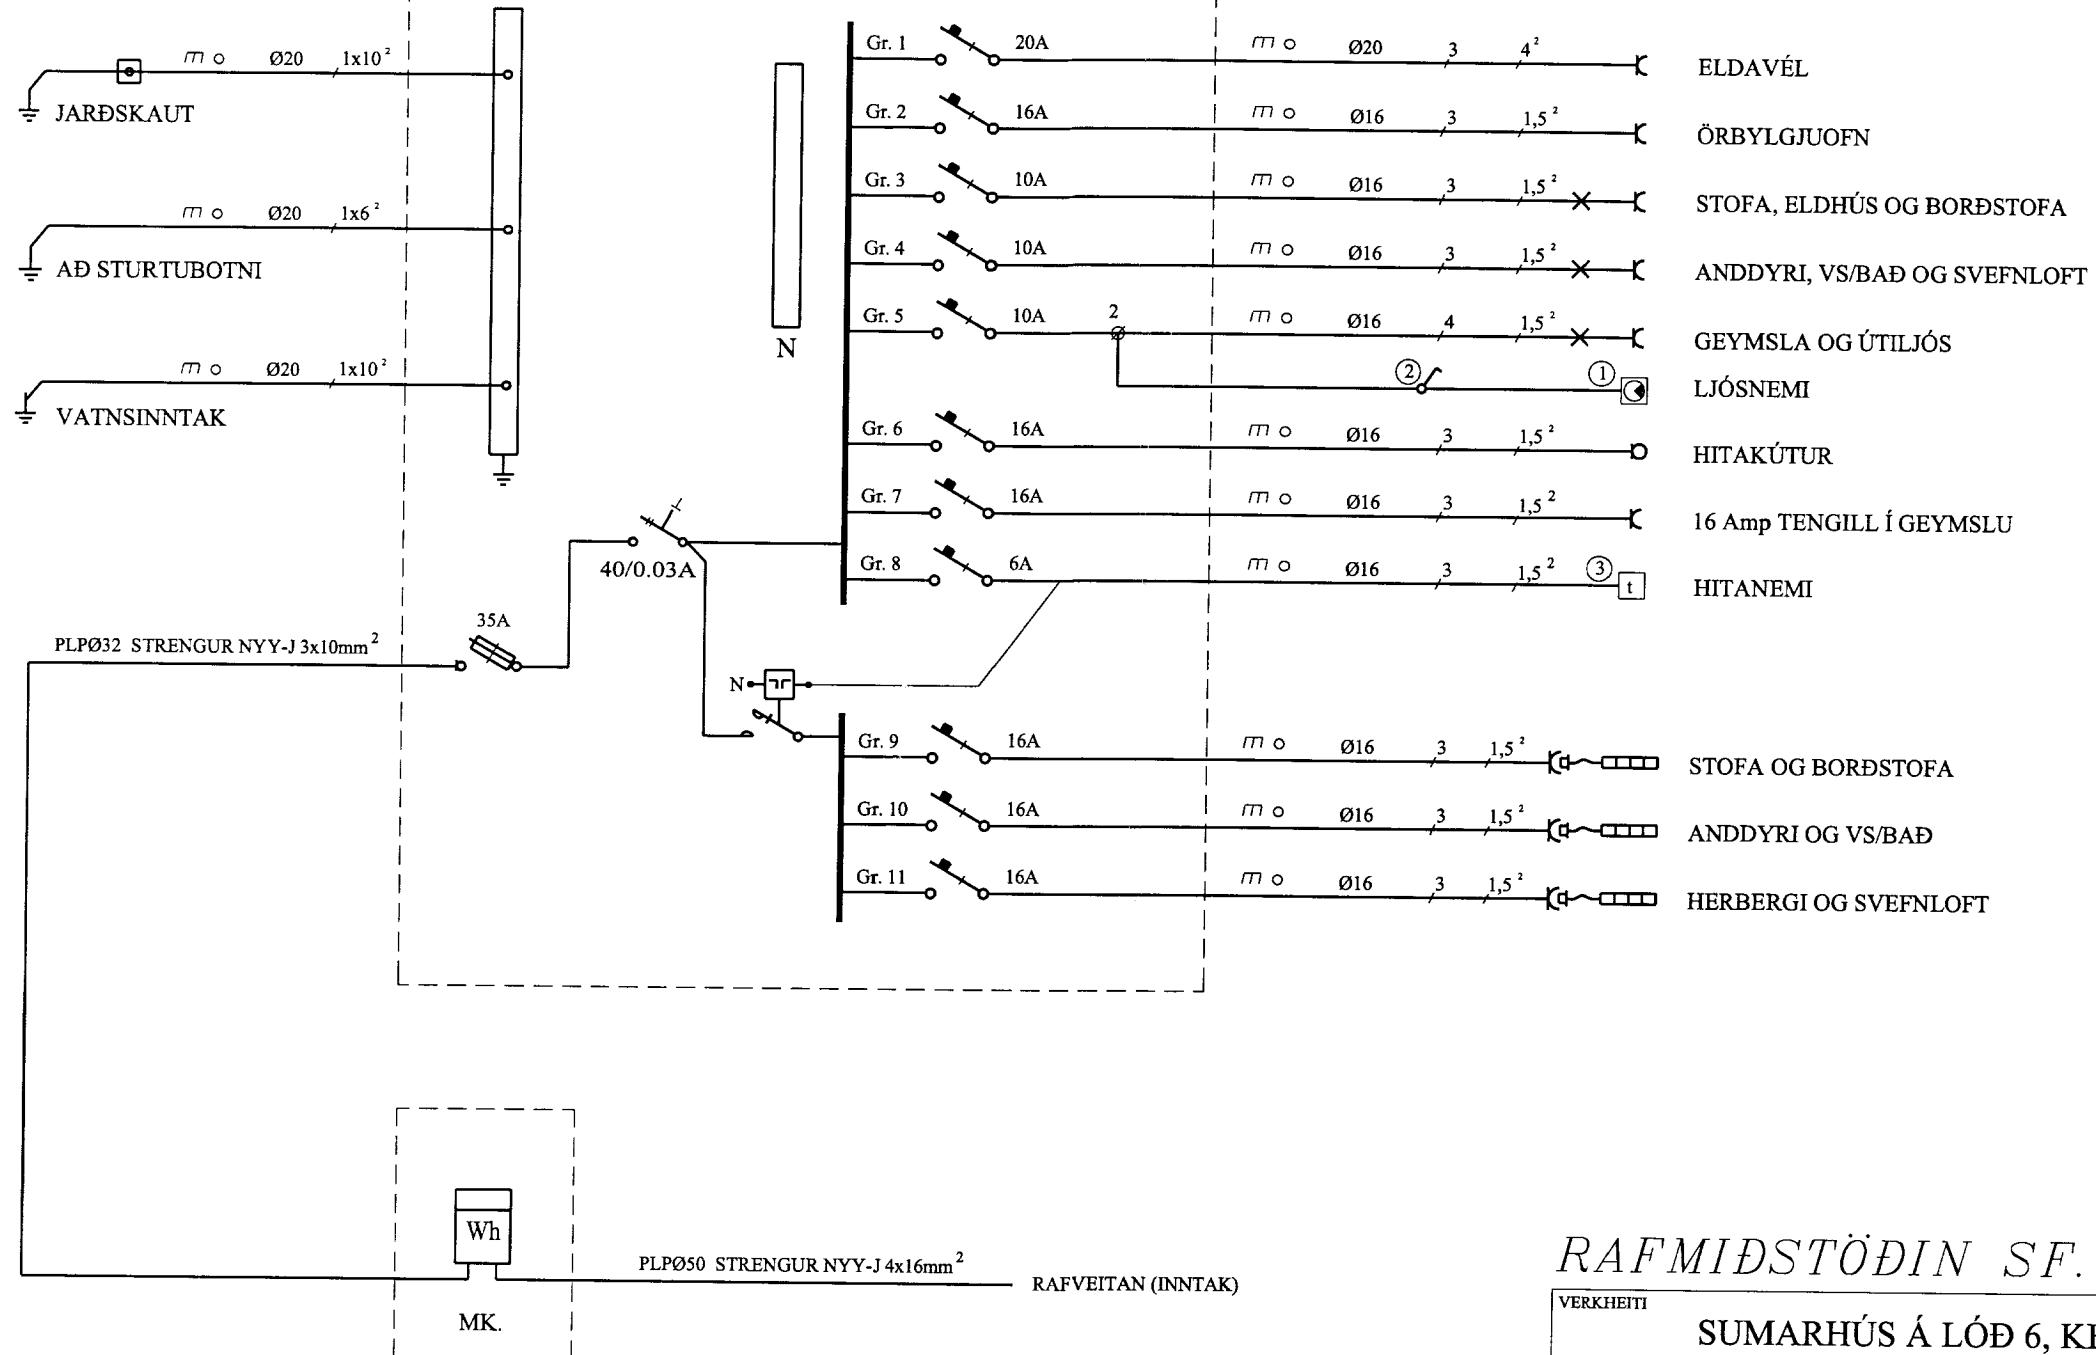 Ø20 1x10²
JARÐSKAUT
Ø20 1x6²
AÐ STURTUBOTNI
Ø20 1x10²
VATNSINNTAK
N
Gr. 1 20A Ø20 3 4² ELDAVÉL
Gr. 2 16A Ø16 3 1,5² ÖRBYLGJUOFN
Gr. 3 10A Ø16 3 1,5² STOFA, ELDHÚS OG BORÐSTOFA
Gr. 4 10A Ø16 3 1,5² ANDDYRI, VS/BAÐ OG SVEFNLOFT
Gr. 5 10A 2 Ø16 4 1,5² GEYMSLA OG ÚTILJÓS
2 1 LJÓSNEMI
Gr. 6 16A Ø16 3 1,5² HITAKÚTUR
Gr. 7 16A Ø16 3 1,5² 16 Amp TENGILL Í GEYMSLU
Gr. 8 6A Ø16 3 1,5² 3 t HITANEMI
40/0.03A
35A
PLPØ32 STRENGUR NYY-J 3x10mm²
N
Gr. 9 16A Ø16 3 1,5² STOFA OG BORÐSTOFA
Gr. 10 16A Ø16 3 1,5² ANDDYRI OG VS/BAÐ
Gr. 11 16A Ø16 3 1,5² HERBERGI OG SVEFNLOFT
Wh
MK.
PLPØ50 STRENGUR NYY-J 4x16mm²
RAFVEITAN (INNTAK)
RAFMIÐSTÖÐIN SF.
VERKHEITI
SUMARHÚS Á LÓÐ 6,